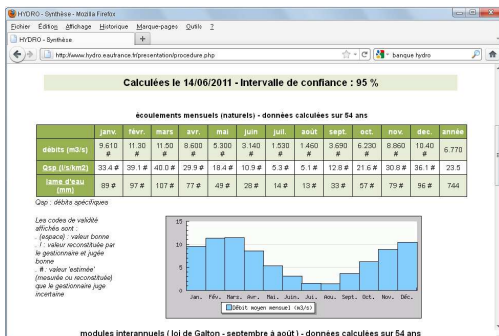 HYDRO - Synthèse - Mozilla Firefox
Fichier Édition Affichage Historique Marque-pages Outils ?
HYDRO - Synthèse +
http://www.hydro.eaufrance.fr/presentation/procedure.php banque hydro
Calculées le 14/06/2011 - Intervalle de confiance : 95 %
écoulements mensuels (naturels) - données calculées sur 54 ans
janv. févr. mars avr. mai juin juil. août sept. oct. nov. dec. année
débits (m3/s) 9.610 # 11.30 # 11.50 # 8.600 # 5.300 # 3.140 # 1.530 # 1.460 # 3.690 # 6.230 # 8.860 # 10.40 # 6.770
Qsp (l/s/km2) 33.4 # 39.1 # 40.0 # 29.9 # 18.4 # 10.9 # 5.3 # 5.1 # 12.8 # 21.6 # 30.8 # 36.1 # 23.5
lame d'eau (mm) 89 # 97 # 107 # 77 # 49 # 28 # 14 # 13 # 33 # 57 # 79 # 96 # 744
Qsp : débits spécifiques
Les codes de validité
affichés sont :
. (espace) : valeur bonne
. ! : valeur reconstituée par
le gestionnaire et jugée
bonne
. # : valeur 'estimée'
(mesurée ou reconstituée)
que le gestionnaire juge
incertaine
15
10
5
0
Jan. Fév. Mars. Avr. Mai. Juin. Jui. Aou. Sept. Oct. Nov. Déc.
Débit moyen mensuel (m3/s)
modules interannuels ( loi de Galton - septembre à août ) - données calculées sur 54 ans